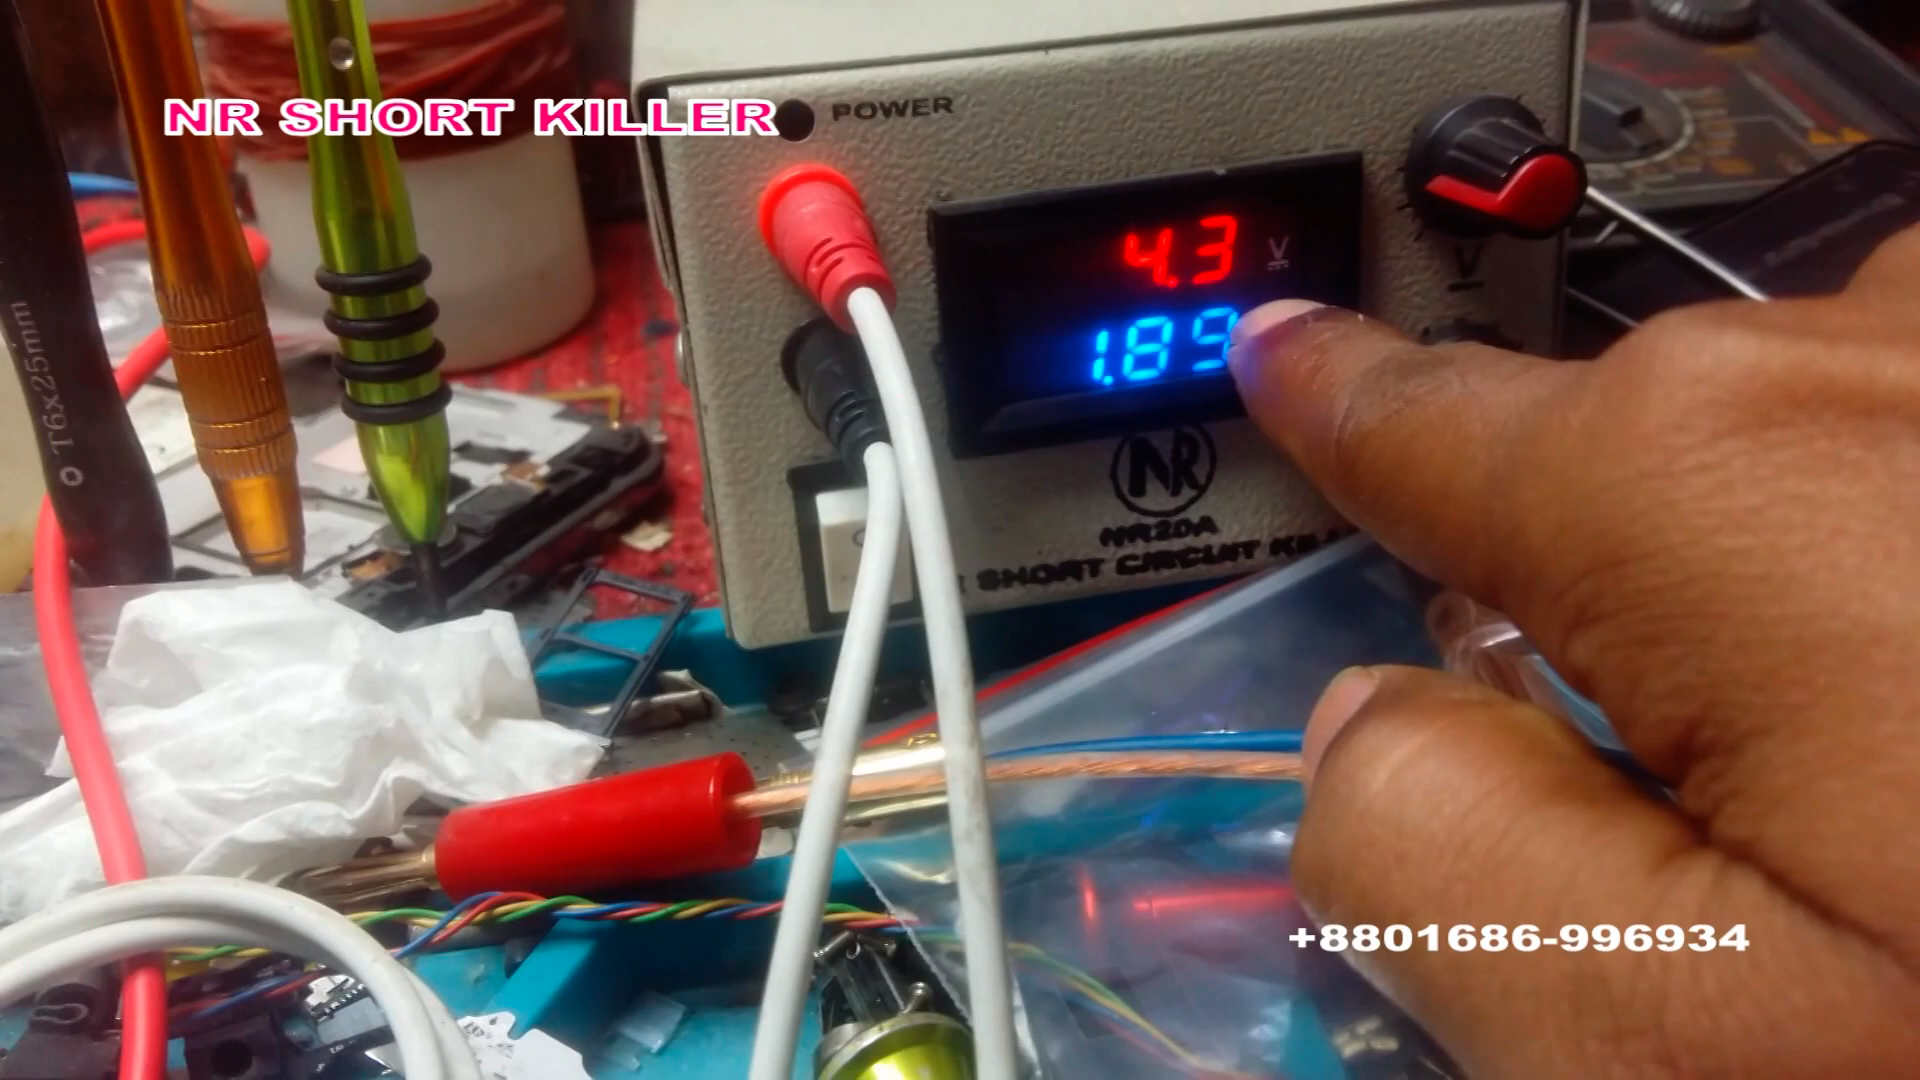 NR SHORT KILLER
POWER
4.3 V
1.89
V
NR
NR20A
SHORT CIRCUIT
T6x25mm
+8801686-996934